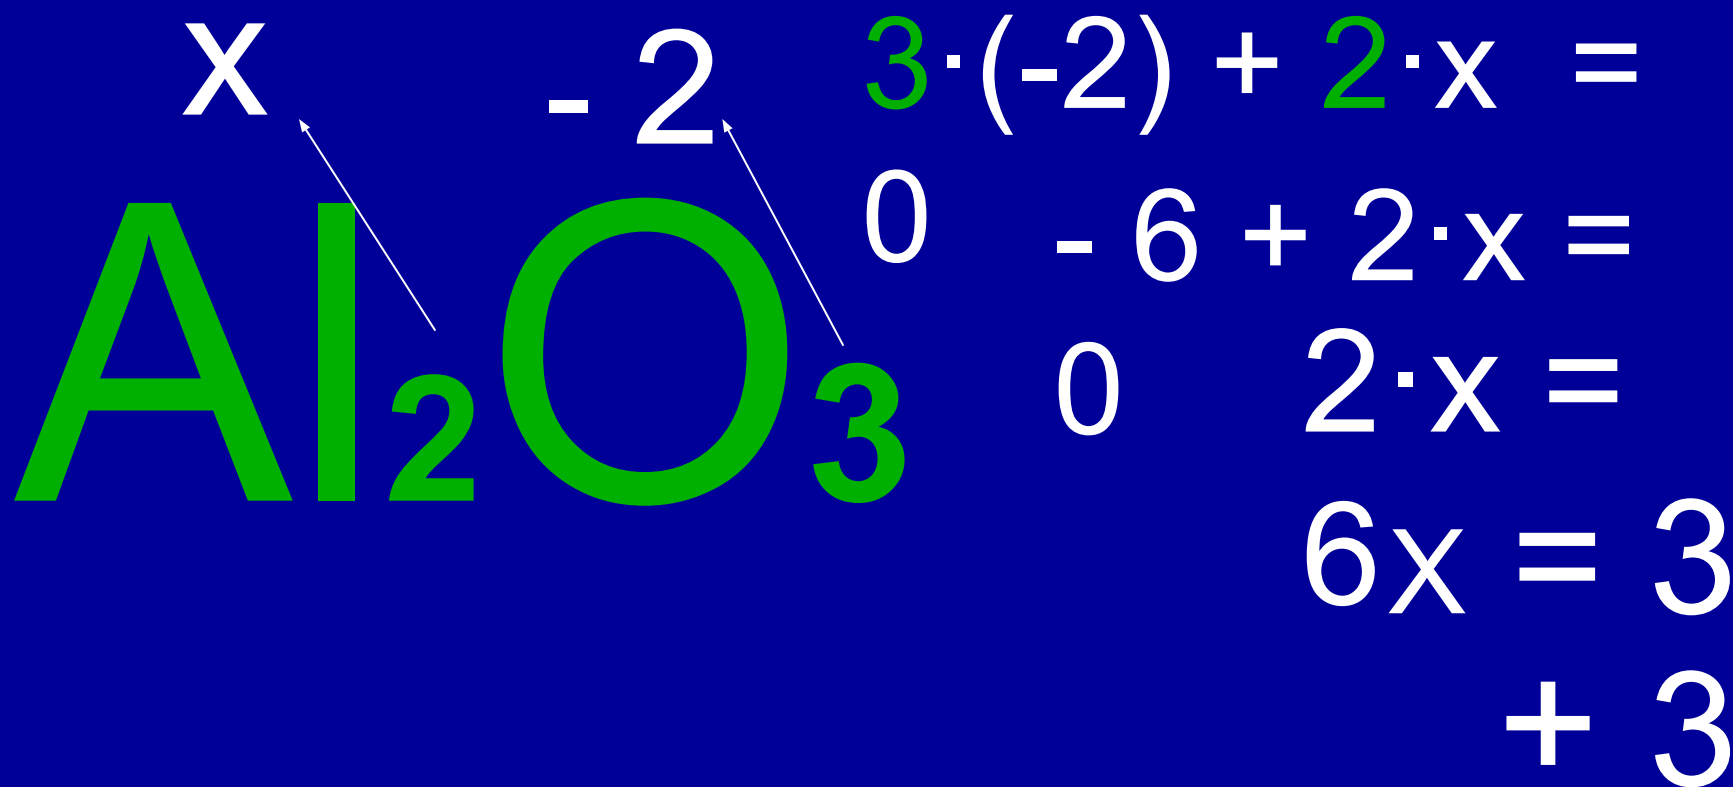 x - 2
Al2O3
3·(-2) + 2·x =
0 - 6 + 2·x =
0 2·x =
6x = 3
+ 3